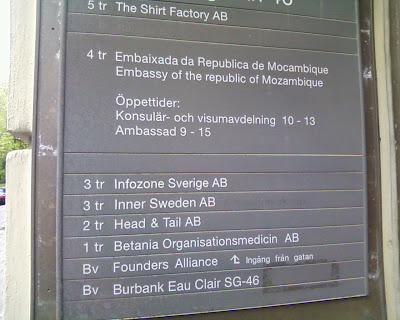 5 tr The Shirt Factory AB
4 tr Embaixada da Republica de Mocambique
Embassy of the republic of Mozambique
Öppettider:
Konsulär- och visumavdelning 10 - 13
Ambassad 9 - 15
3 tr Infozone Sverige AB
3 tr Inner Sweden AB
2 tr Head & Tail AB
1 tr Betania Organisationsmedicin AB
Bv Founders Alliance ↰ Ingång från gatan
Bv Burbank Eau Clair SG-46